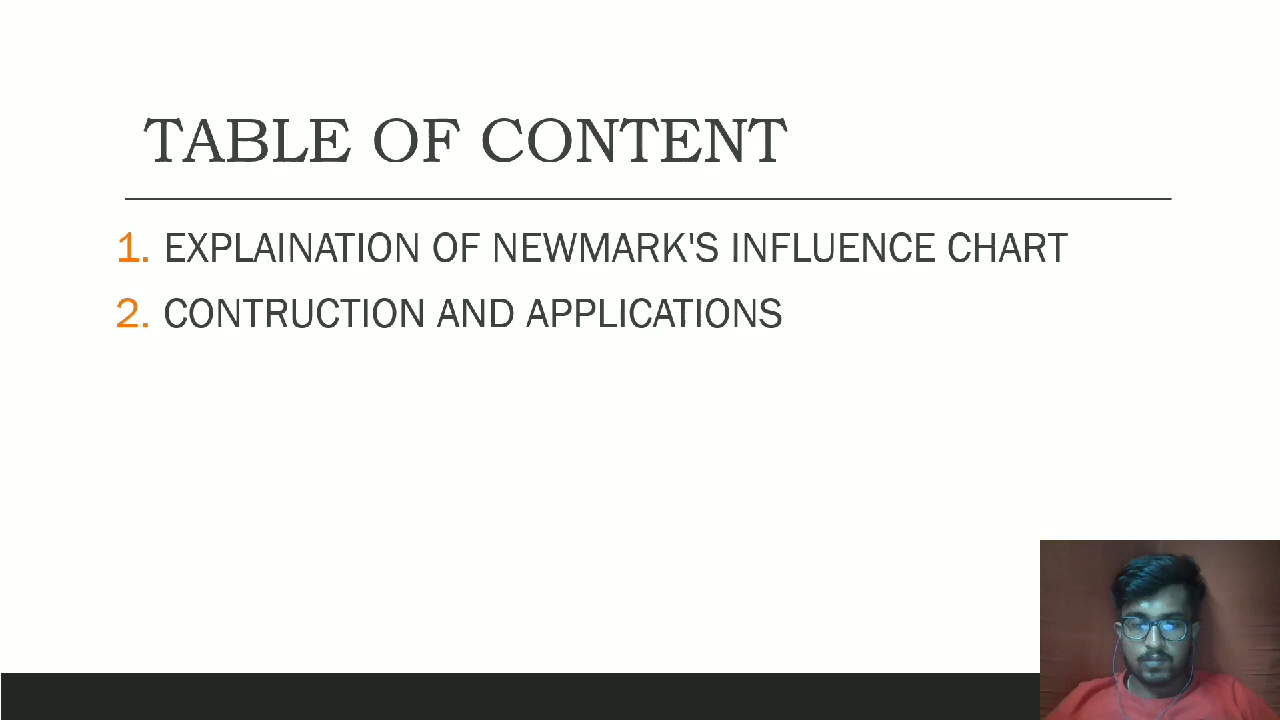 TABLE OF CONTENT
1. EXPLAINATION OF NEWMARK'S INFLUENCE CHART
2. CONTRUCTION AND APPLICATIONS